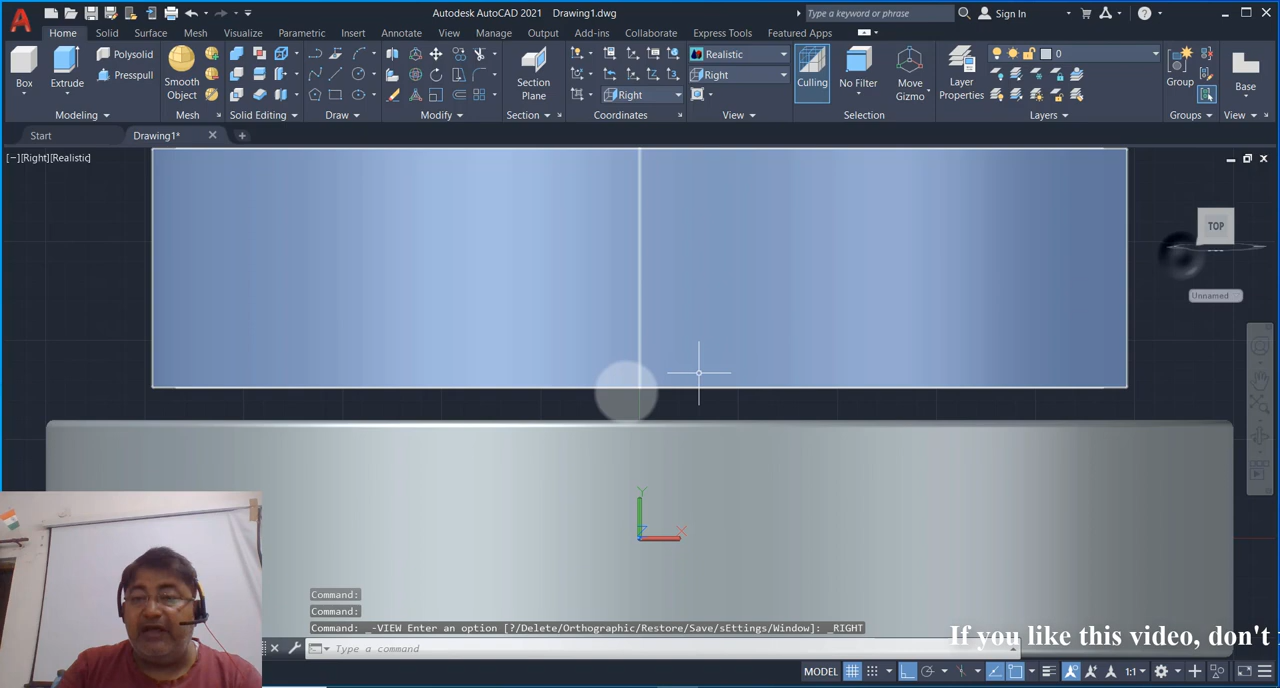 A
Autodesk AutoCAD 2021 Drawing1.dwg
Type a keyword or phrase
Sign In
?
Home Solid Surface Mesh Visualize Parametric Insert Annotate View Manage Output Add-ins Collaborate Express Tools Featured Apps
Box
Extrude
Polysolid
Presspull
Smooth
Object
Section
Plane
Realistic
Right
Right
Culling
No Filter
Move
Gizmo
Layer
Properties
0
Group
Base
Modeling
Mesh
Solid Editing
Draw
Modify
Section
Coordinates
View
Selection
Layers
Groups
View
Start
Drawing1*
[−][Right][Realistic]
TOP
Unnamed
Y
X
Z
Command:
Command:
Command: _-VIEW Enter an option [?/Delete/Orthographic/Restore/Save/sEttings/Window]: _RIGHT
Type a command
If you like this video, don't
MODEL
1:1